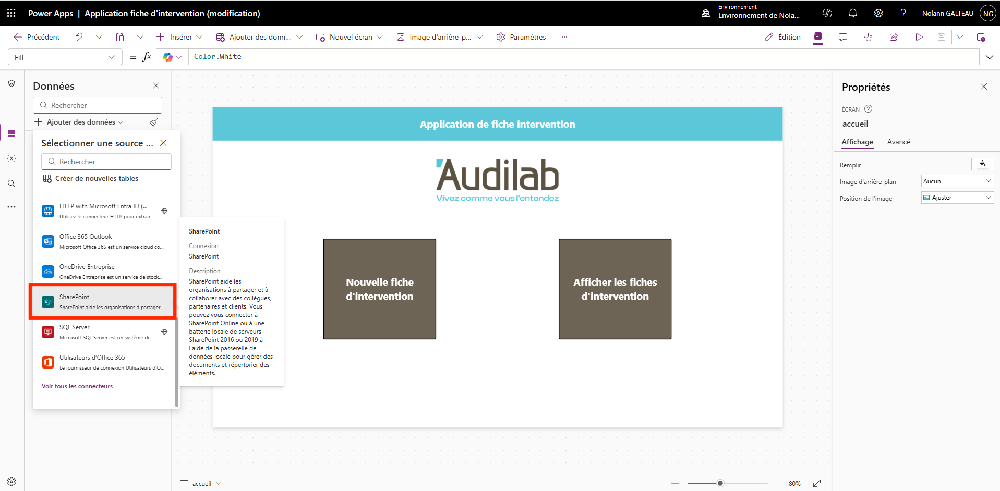 Power Apps | Application fiche d'intervention (modification)
Environnement
Environnement de Nola...
Nolann GALTEAU
NG
Précédent
Insérer
Ajouter des donn...
Nouvel écran
Image d'arrière-p...
Paramètres
Édition
Fill
= fx
Color.White
Données
Rechercher
Ajouter des données
Sélectionner une source ...
Rechercher
Créer de nouvelles tables
HTTP with Microsoft Entra ID (...
Utilisez le connecteur HTTP pour extrair...
Office 365 Outlook
Microsoft Office 365 est un service cloud co...
OneDrive Entreprise
OneDrive Entreprise est un service de stock...
SharePoint
SharePoint aide les organisations à partager...
SQL Server
Microsoft SQL Server est un système de...
Utilisateurs d'Office 365
Le fournisseur de connexion Utilisateurs d'O...
Voir tous les connecteurs
SharePoint
Connexion
SharePoint
Description
SharePoint aide les
organisations à partager et à
collaborer avec des collègues,
partenaires et clients. Vous
pouvez vous connecter à
SharePoint Online ou à une
batterie locale de serveurs
SharePoint 2016 ou 2019 à
l'aide de la passerelle de
données locale pour gérer des
documents et répertorier des
éléments.
Application de fiche intervention
Audilab
Vivez comme vous l'entendez
Nouvelle fiche
d'intervention
Afficher les fiches
d'intervention
accueil
80%
Propriétés
ÉCRAN
accueil
Affichage
Avancé
Remplir
Image d'arrière-plan
Aucun
Position de l'image
Ajuster